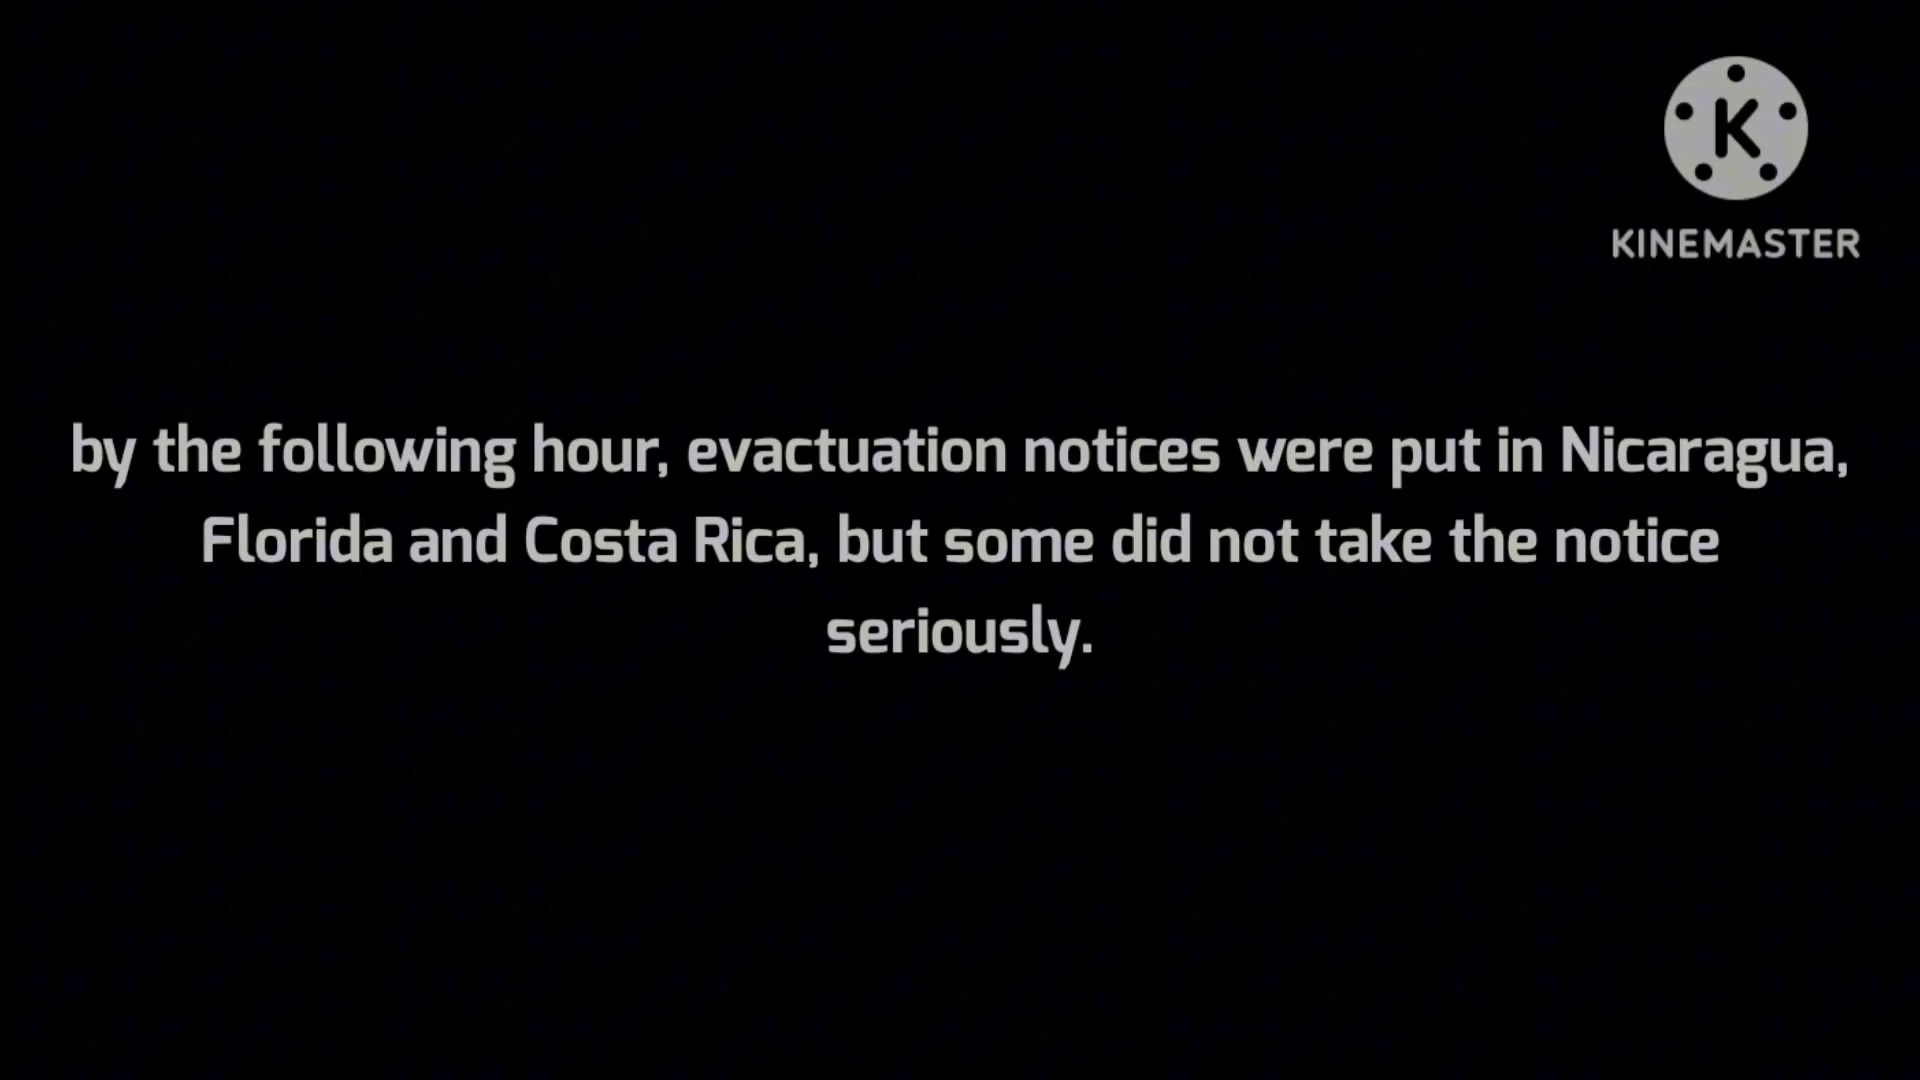 K
KINEMASTER
by the following hour, evactuation notices were put in Nicaragua,
Florida and Costa Rica, but some did not take the notice
seriously.